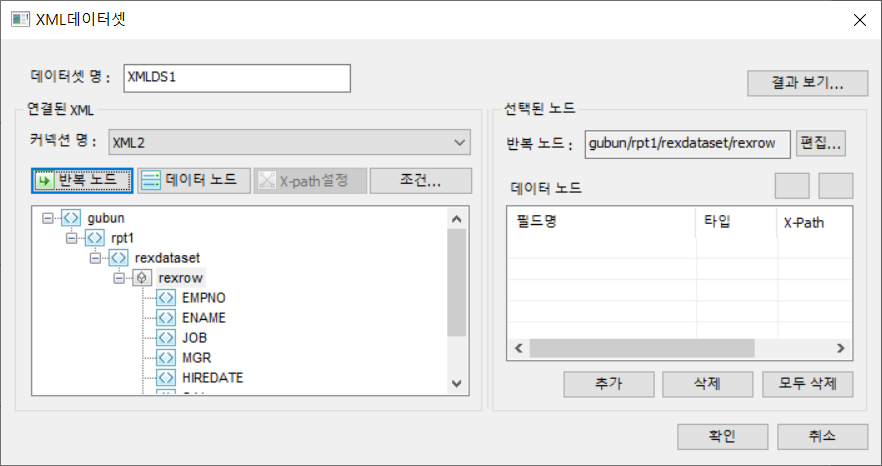 XML데이터셋
데이터셋 명 : XMLDS1
결과 보기...
연결된 XML
커넥션 명 : XML2
반복 노드 데이터 노드 X-path설정 조건...
gubun
rpt1
rexdataset
rexrow
EMPNO
ENAME
JOB
MGR
HIREDATE
선택된 노드
반복 노드 : gubun/rpt1/rexdataset/rexrow 편집...
데이터 노드
필드명 타입 X-Path
추가 삭제 모두 삭제
확인 취소